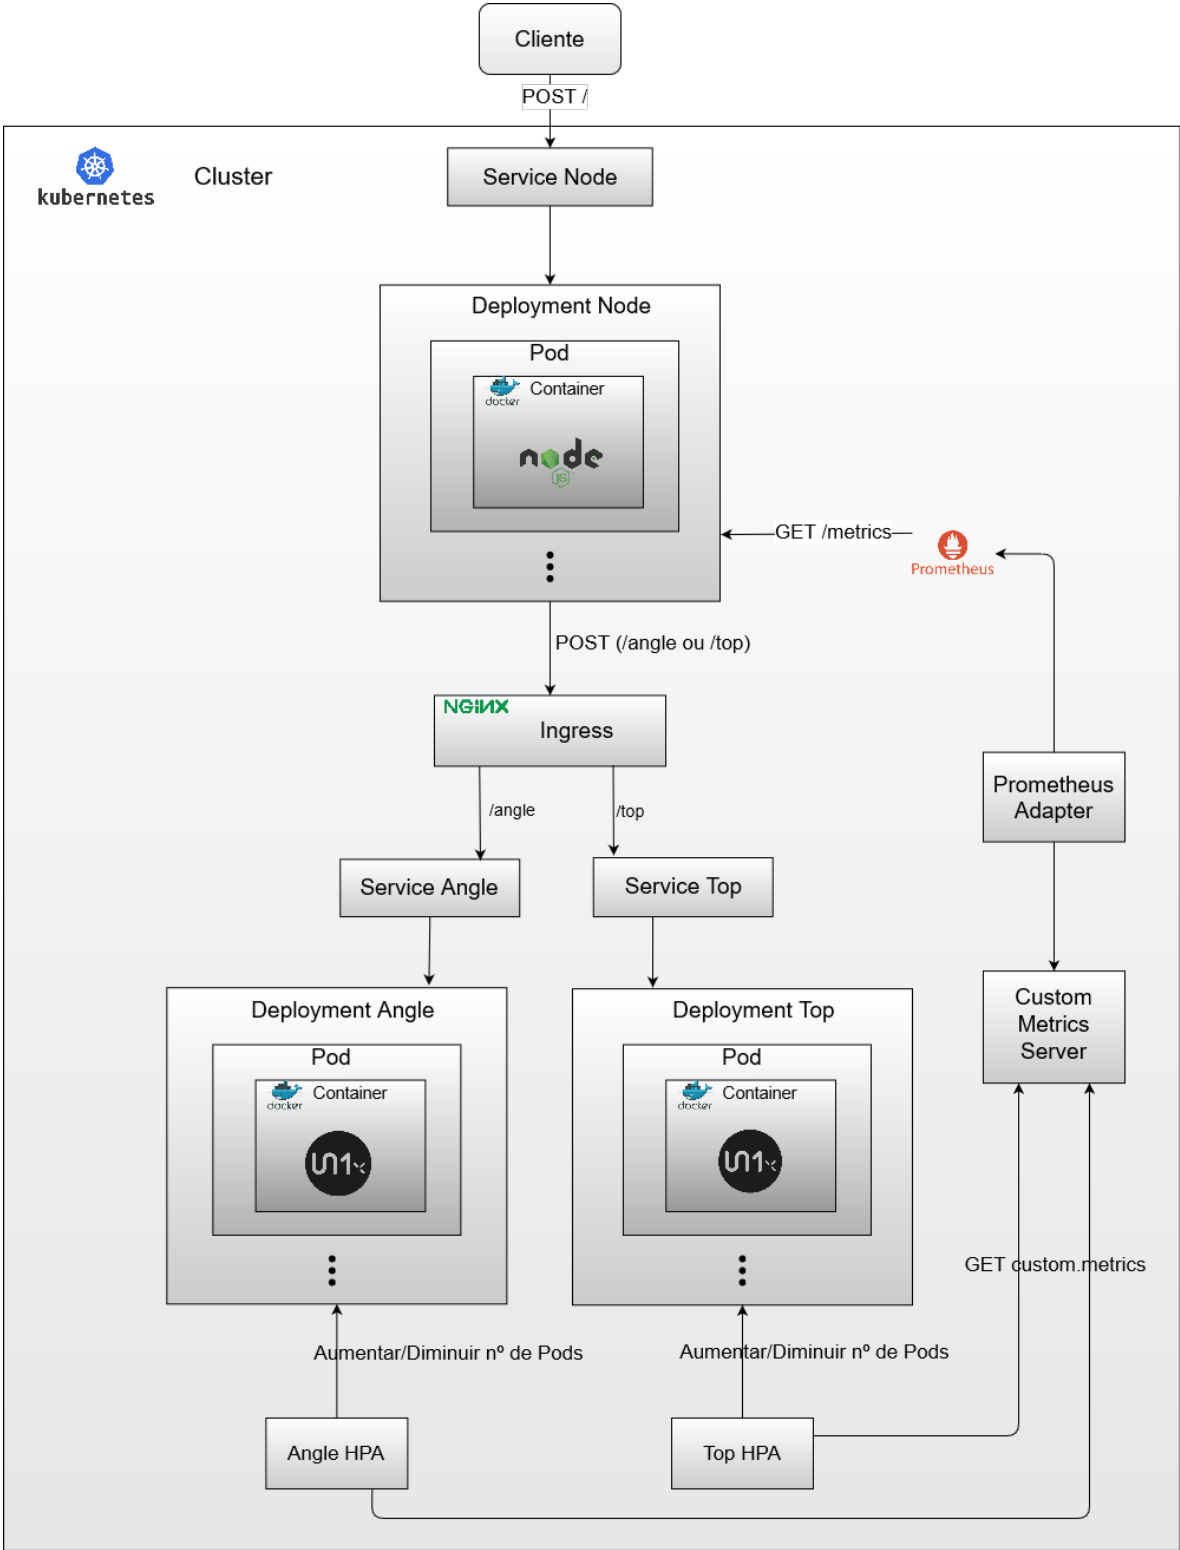 Cliente
POST /
kubernetes
Cluster
Service Node
Deployment Node
Pod
docker
Container
node
JS
GET /metrics
Prometheus
POST (/angle ou /top)
NGINX
Ingress
/angle
/top
Prometheus
Adapter
Service Angle
Service Top
Custom
Metrics
Server
Deployment Angle
Pod
docker
Container
un1x
Deployment Top
Pod
docker
Container
un1x
GET custom.metrics
Aumentar/Diminuir nº de Pods
Aumentar/Diminuir nº de Pods
Angle HPA
Top HPA